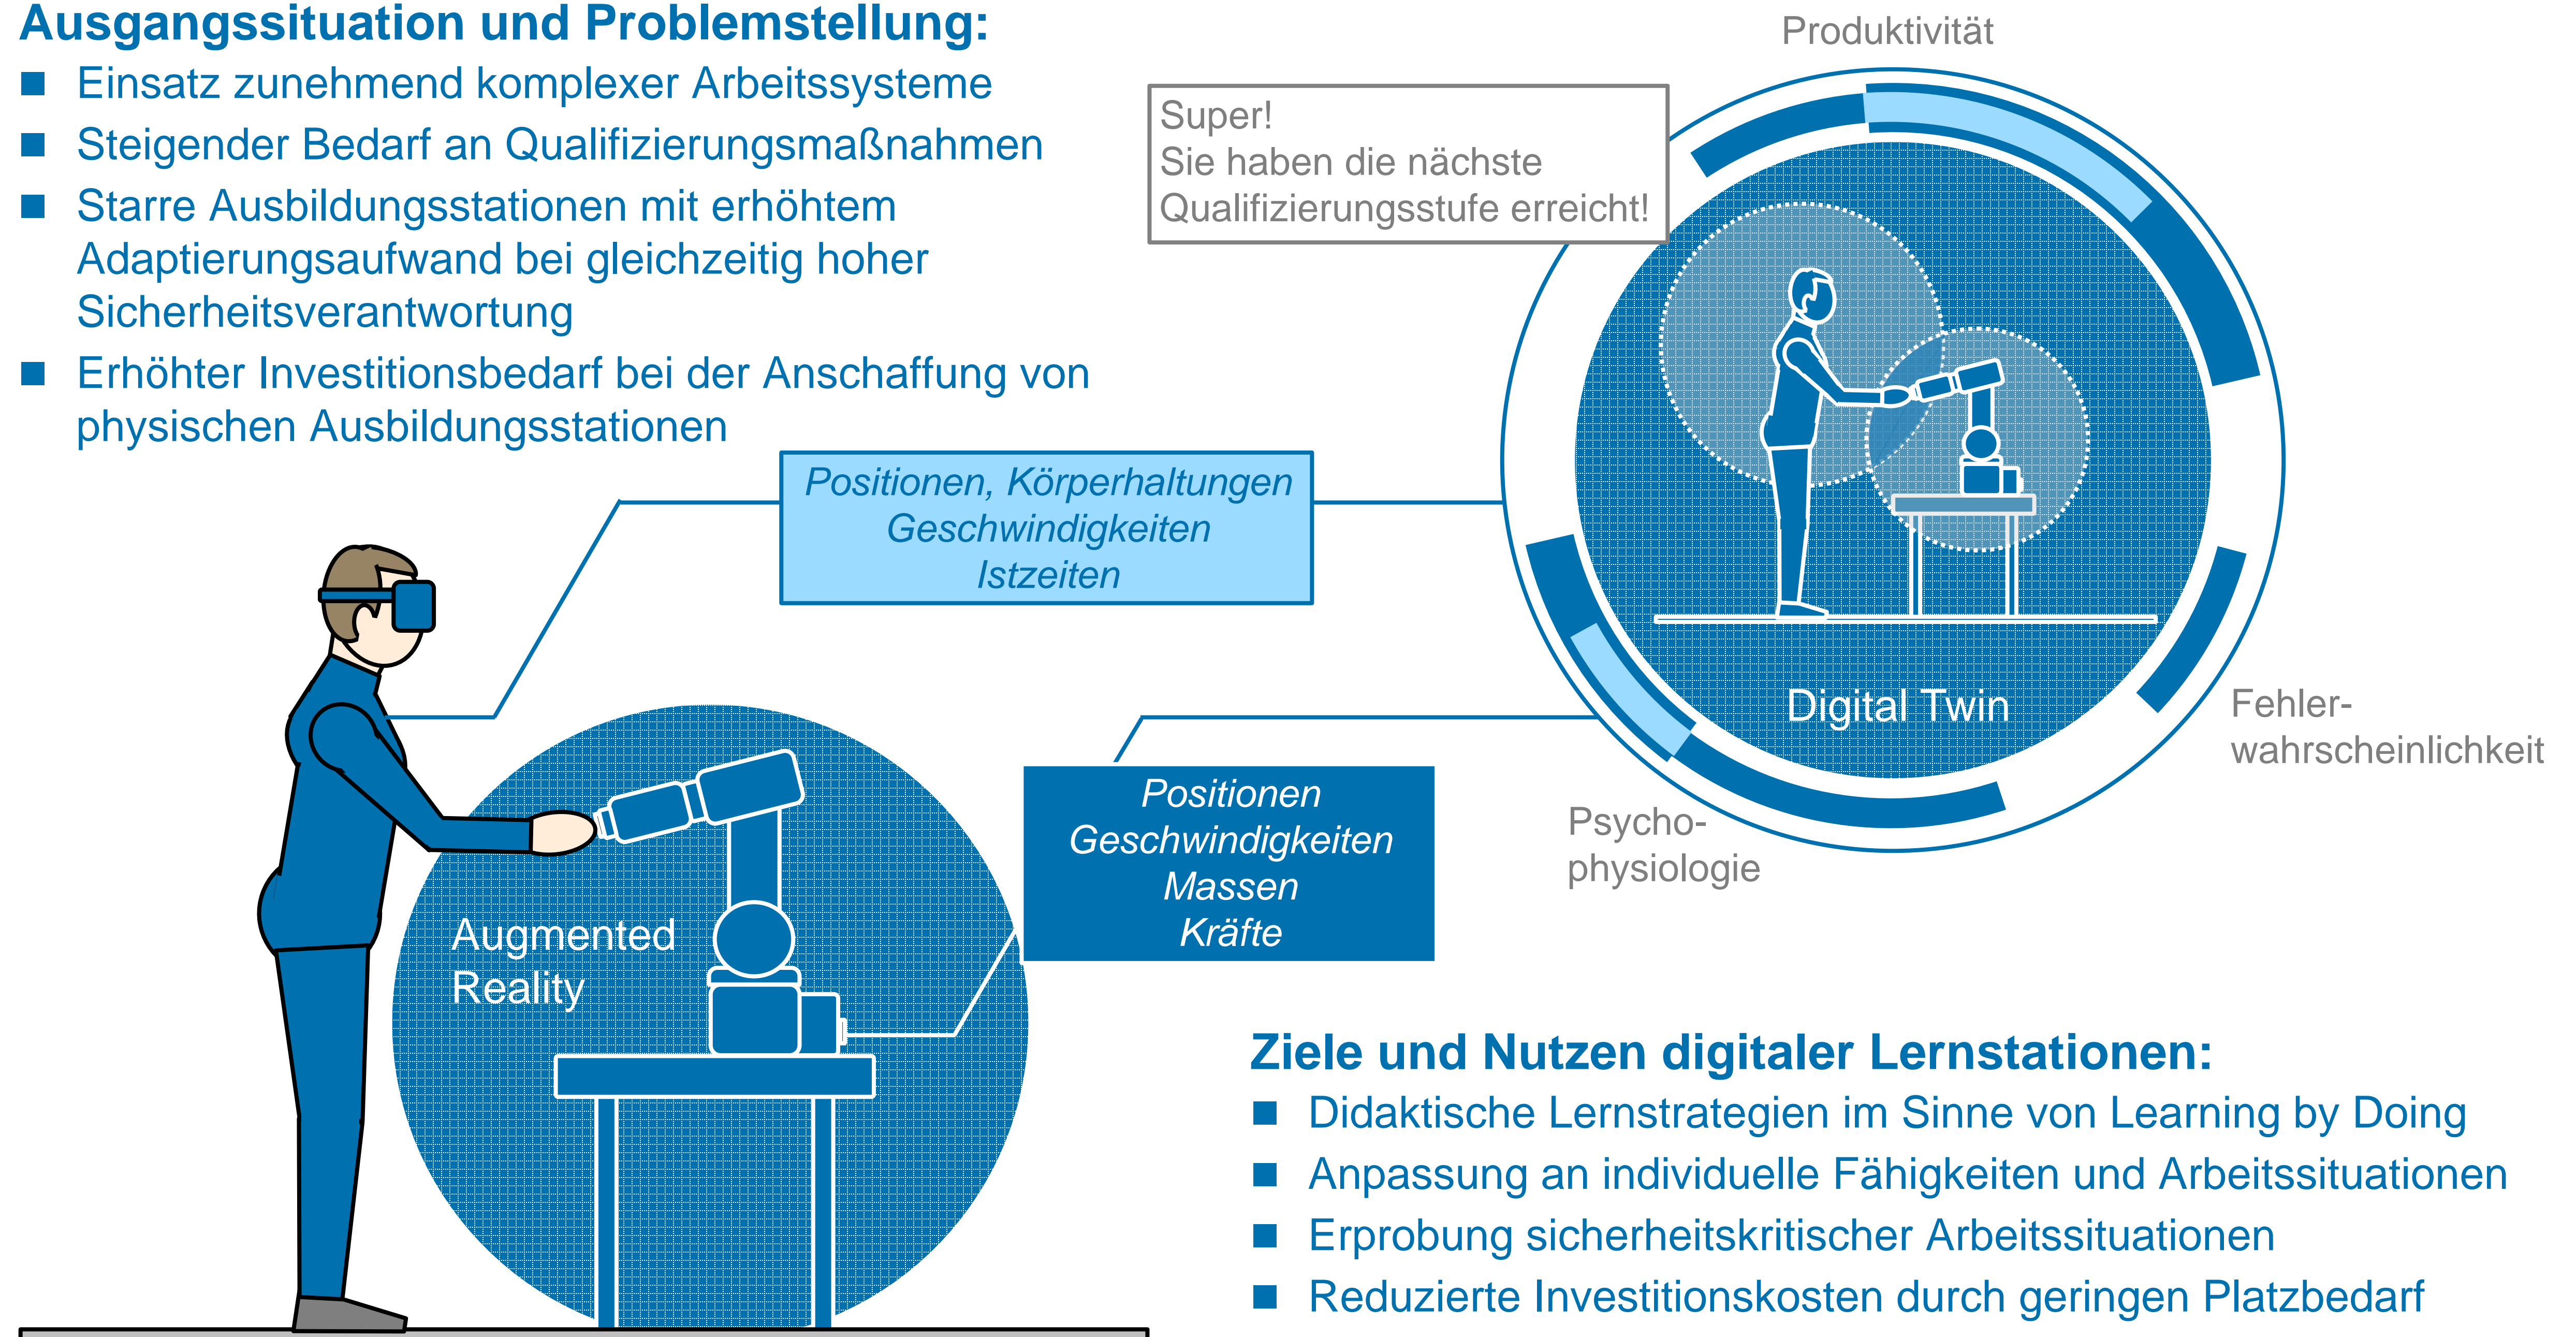 Ausgangssituation und Problemstellung:
Einsatz zunehmend komplexer Arbeitssysteme
Steigender Bedarf an Qualifizierungsmaßnahmen
Starre Ausbildungsstationen mit erhöhtem
Adaptierungsaufwand bei gleichzeitig hoher
Sicherheitsverantwortung
Erhöhter Investitionsbedarf bei der Anschaffung von
physischen Ausbildungsstationen
Produktivität
Super!
Sie haben die nächste
Qualifizierungsstufe erreicht!
Positionen, Körperhaltungen
Geschwindigkeiten
Istzeiten
Digital Twin
Fehler-
wahrscheinlichkeit
Psycho-
physiologie
Positionen
Geschwindigkeiten
Massen
Kräfte
Augmented
Reality
Ziele und Nutzen digitaler Lernstationen:
Didaktische Lernstrategien im Sinne von Learning by Doing
Anpassung an individuelle Fähigkeiten und Arbeitssituationen
Erprobung sicherheitskritischer Arbeitssituationen
Reduzierte Investitionskosten durch geringen Platzbedarf